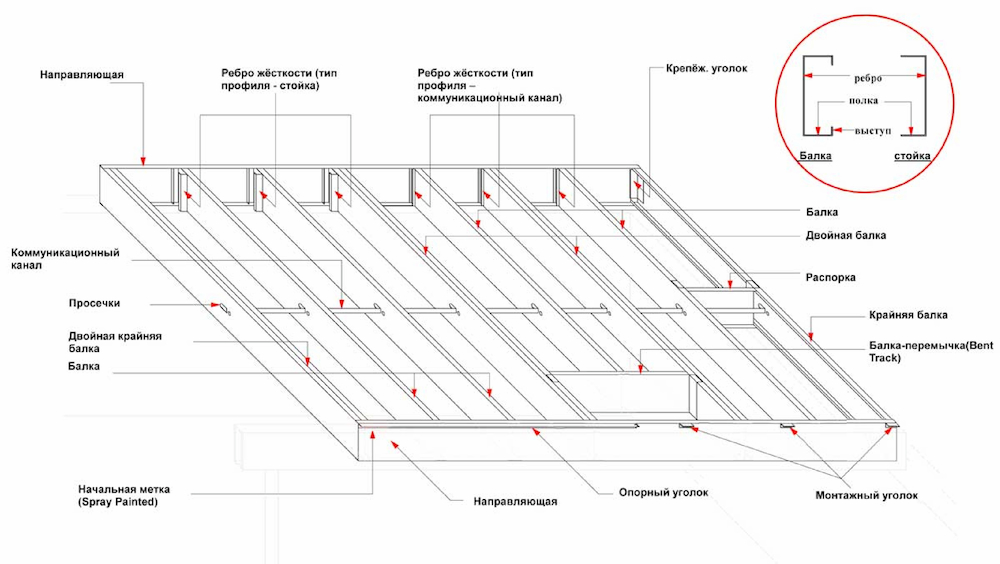 Направляющая
Ребро жёсткости (тип
профиля - стойка)
Ребро жёсткости (тип
профиля –
коммуникационный канал)
Крепёж. уголок
ребро
полка
выступ
Балка
стойка
Балка
Двойная балка
Распорка
Крайняя балка
Балка-перемычка(Bent
Track)
Коммуникационный
канал
Просечки
Двойная крайняя
балка
Балка
Начальная метка
(Spray Painted)
Направляющая
Опорный уголок
Монтажный уголок